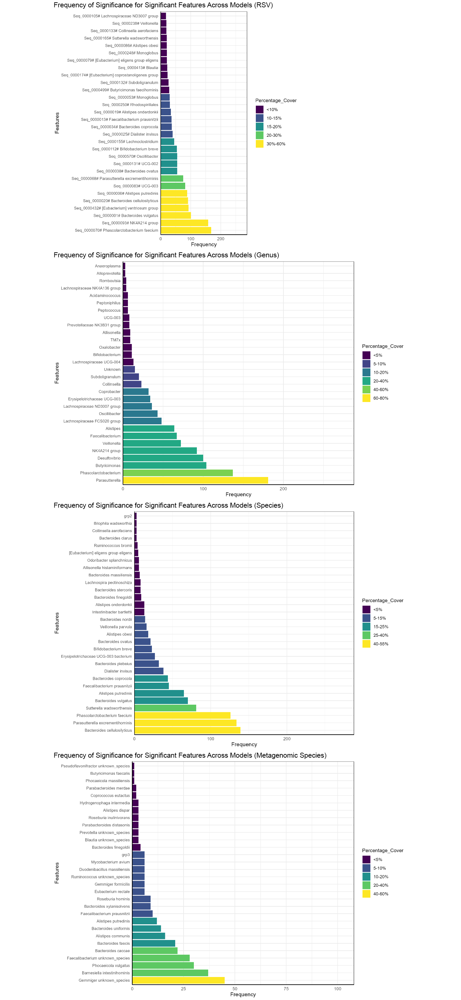 Frequency of Significance for Significant Features Across Models (RSV)
Seq_0000105# Lachnospiraceae ND3007 group
Seq_0000238# Veillonella
Seq_0000133# Collinsella aerofaciens
Seq_0000165# Sutterella wadsworthensis
Seq_0000086# Alistipes obesi
Seq_0000248# Monoglobus
Seq_0000079# [Eubacterium] eligens group eligens
Seq_0000413# Blautia
Seq_0000174# [Eubacterium] coprostanoligenes group
Seq_0000132# Subdoligranulum
Seq_0000499# Butyricimonas faecihominis
Seq_0000053# Monoglobus
Seq_0000250# Rhodospirillales
Seq_0000019# Alistipes onderdonkii
Seq_0000013# Faecalibacterium prausnitzii
Seq_0000034# Bacteroides coprocola
Seq_0000025# Dialister invisus
Seq_0000155# Lachnoclostridium
Seq_0000112# Bifidobacterium breve
Seq_0000570# Oscillibacter
Seq_0000131# UCG-002
Seq_0000038# Bacteroides ovatus
Seq_0000068# Parasutterella excrementihominis
Seq_0000083# UCG-003
Seq_0000006# Alistipes putredinis
Seq_0000020# Bacteroides cellulosilyticus
Seq_0000432# [Eubacterium] ventriosum group
Seq_0000001# Bacteroides vulgatus
Seq_0000093# NK4A214 group
Seq_0000070# Phascolarctobacterium faecium
Features
0 100 200
Frequency
Percentage_Cover
<10%
10-15%
15-20%
20-30%
30%-60%
Frequency of Significance for Significant Features Across Models (Genus)
Anaeroplasma
Alloprevotella
Romboutsia
Lachnospiraceae NK4A136 group
Acidaminococcus
Peptoniphilus
Peptococcus
UCG-003
Prevotellaceae NK3B31 group
Allisonella
TM7x
Oxalobacter
Bifidobacterium
Lachnospiraceae UCG-004
Unknown
Subdoligranulum
Collinsella
Coprobacter
Erysipelotrichaceae UCG-003
Lachnospiraceae ND3007 group
Oscillibacter
Lachnospiraceae FCS020 group
Alistipes
Faecalibacterium
Veillonella
NK4A214 group
Desulfovibrio
Butyricimonas
Phascolarctobacterium
Parasutterella
Features
0 100 200
Frequency
Percentage_Cover
<5%
5-10%
10-20%
20-40%
40-60%
60-80%
Frequency of Significance for Significant Features Across Models (Species)
grp2
Bilophila wadsworthia
Collinsella aerofaciens
Bacteroides clarus
Ruminococcus bromii
[Eubacterium] eligens group eligens
Odoribacter splanchnicus
Allisonella histaminiformans
Bacteroides massiliensis
Lachnospira pectinoschiza
Bacteroides stercoris
Bacteroides finegoldii
Alistipes onderdonkii
Intestinibacter bartlettii
Bacteroides nordii
Veillonella parvula
Alistipes obesi
Bacteroides ovatus
Bifidobacterium breve
Erysipelotrichaceae UCG-003 bacterium
Bacteroides plebeius
Dialister invisus
Bacteroides coprocola
Faecalibacterium prausnitzii
Alistipes putredinis
Bacteroides vulgatus
Sutterella wadsworthensis
Phascolarctobacterium faecium
Parasutterella excrementihominis
Bacteroides cellulosilyticus
Features
0 100 200
Frequency
Percentage_Cover
<5%
5-15%
15-25%
25-40%
40-55%
Frequency of Significance for Significant Features Across Models (Metagenomic Species)
Pseudoflavonifractor unknown_species
Butyricimonas faecalis
Phocaeicola massiliensis
Parabacteroides merdae
Coprococcus eutactus
Hydrogenophaga intermedia
Alistipes dispar
Roseburia inulinivorans
Parabacteroides distasonis
Prevotella unknown_species
Blautia unknown_species
Bacteroides finegoldii
grp3
Mycobacterium avium
Duodenibacillus massiliensis
Ruminococcus unknown_species
Gemmiger formicilis
Eubacterium rectale
Roseburia hominis
Bacteroides xylanisolvens
Faecalibacterium prausnitzii
Alistipes putredinis
Bacteroides uniformis
Alistipes communis
Bacteroides faecis
Bacteroides caccae
Faecalibacterium unknown_species
Phocaeicola vulgatus
Barnesiella intestinihominis
Gemmiger unknown_species
Features
0 25 50 75 100
Frequency
Percentage_Cover
<5%
5-10%
10-20%
20-40%
40-60%